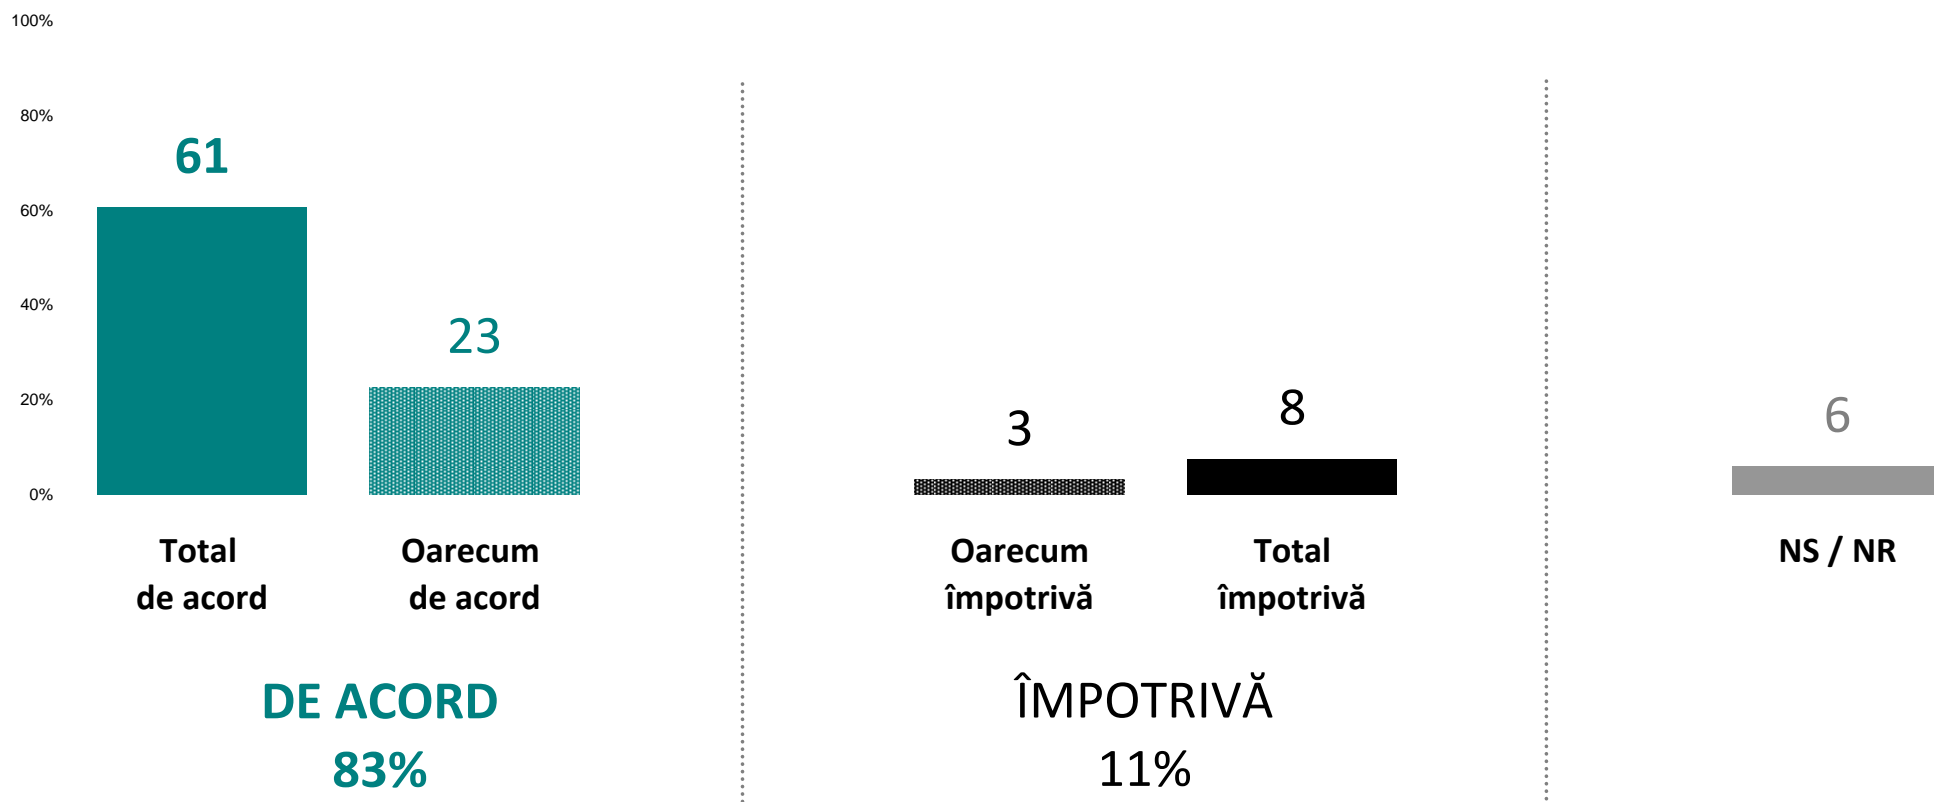 100%
80%
60%
40%
20%
0%
61
23
3
8
6
Total
de acord
Oarecum
de acord
Oarecum
împotrivă
Total
împotrivă
NS / NR
DE ACORD
83%
ÎMPOTRIVĂ
11%